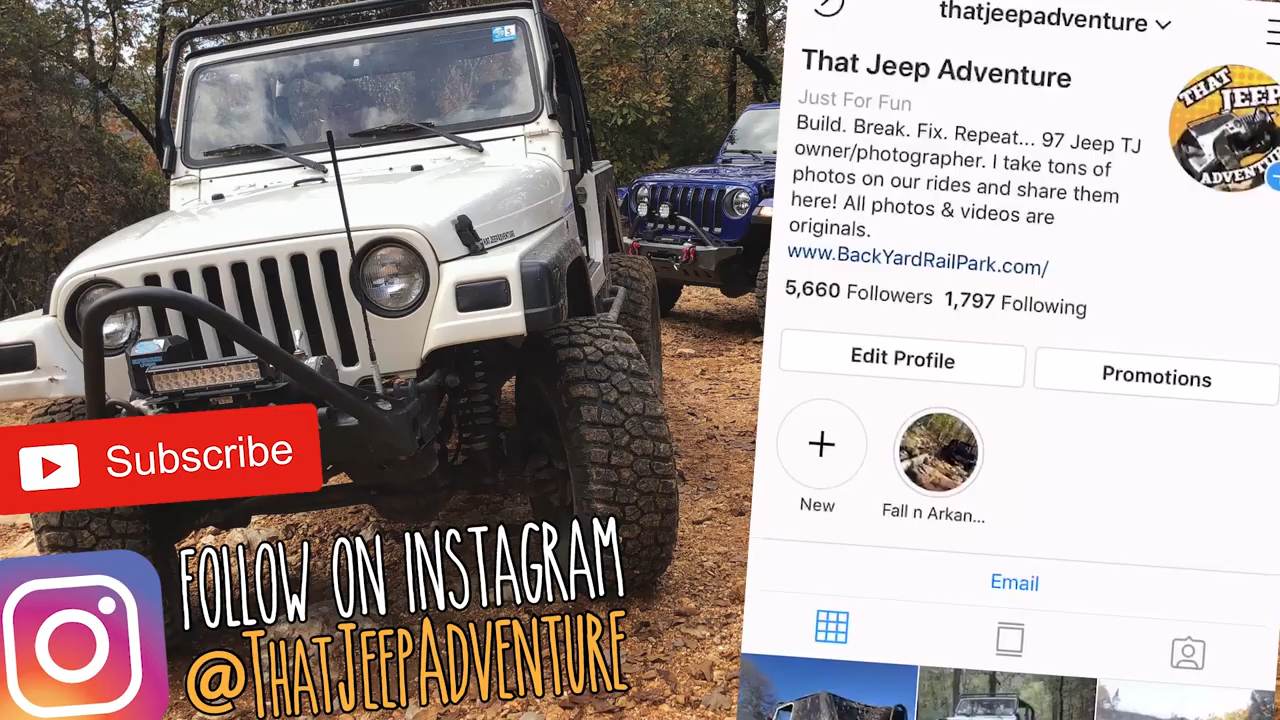 thatjeepadventure
That Jeep Adventure
Just For Fun
Build. Break. Fix. Repeat... 97 Jeep TJ
owner/photographer. I take tons of
photos on our rides and share them
here! All photos & videos are
originals.
www.BackYardRailPark.com/
5,660 Followers 1,797 Following
Edit Profile
Promotions
New
Fall n Arkan...
Email
THAT
JEEP
Subscribe
FOLLOW ON INSTAGRAM
@THATJEEPADVENTURE